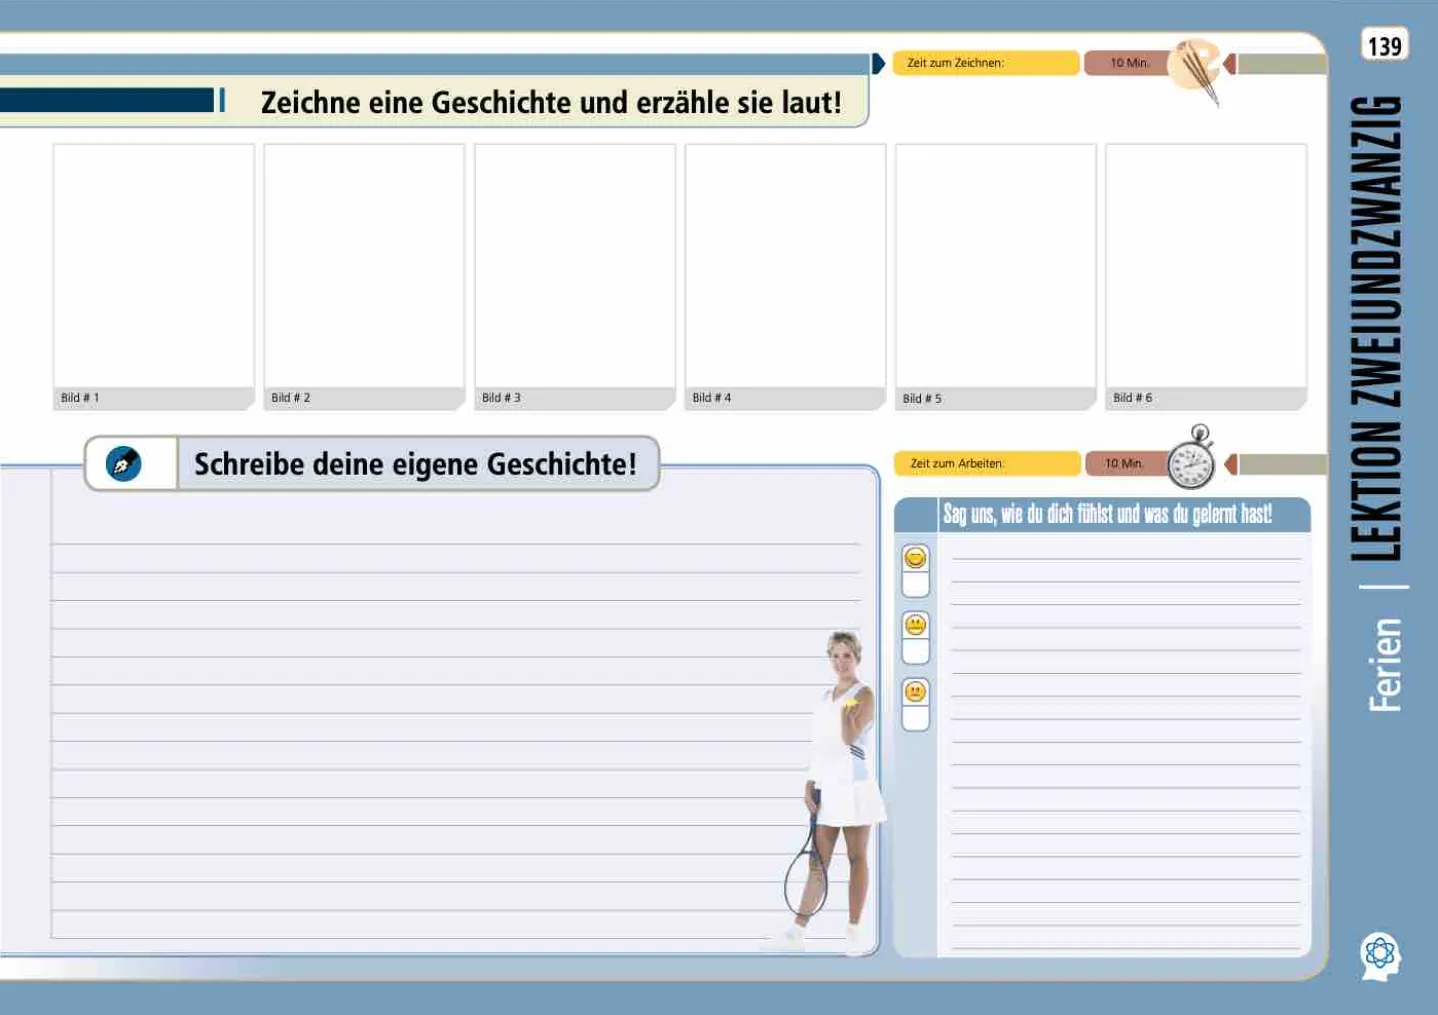 139
Zeit zum Zeichnen:
10 Min.
Zeichne eine Geschichte und erzähle sie laut!
Bild # 1
Bild # 2
Bild # 3
Bild # 4
Bild # 5
Bild # 6
Schreibe deine eigene Geschichte!
Zeit zum Arbeiten:
10 Min.
Sag uns, wie du dich fühlst und was du gelernt hast!
LEKTION ZWEIUNDZWANZIG
Ferien